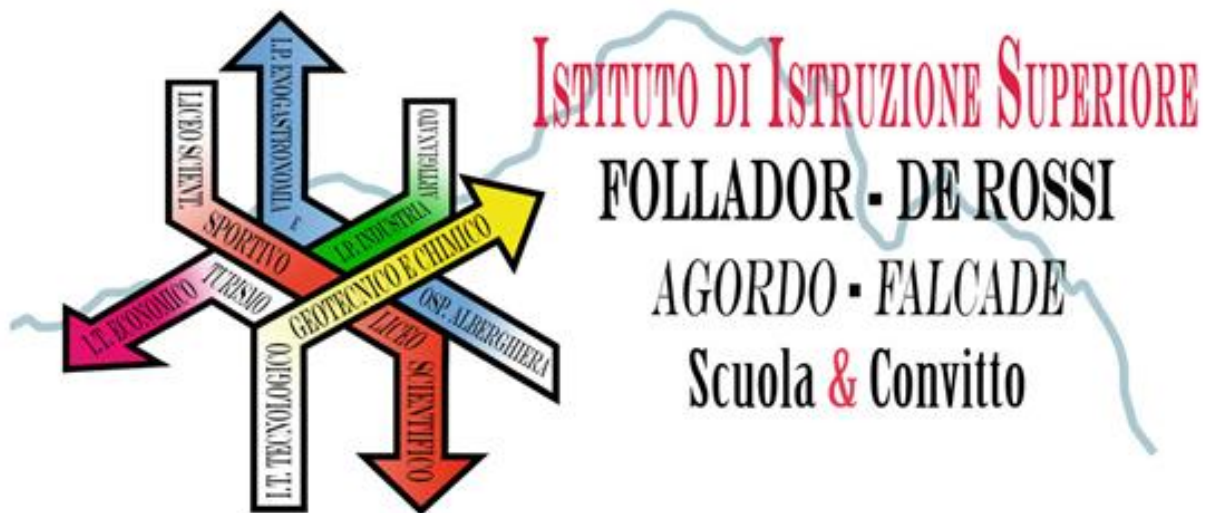 LICEO SCIENT.
SPORTIVO
LICEO
SCIENTIFICO
I.P. ENOGASTRONOMIA
E
OSP. ALBERGHIERA
I.P. INDUSTRIA
ARTIGIANATO
I.T. ECONOMICO
TURISMO
I.T. TECNOLOGICO
GEOTECNICO E CHIMICO
ISTITUTO DI ISTRUZIONE SUPERIORE
FOLLADOR - DE ROSSI
AGORDO - FALCADE
Scuola & Convitto